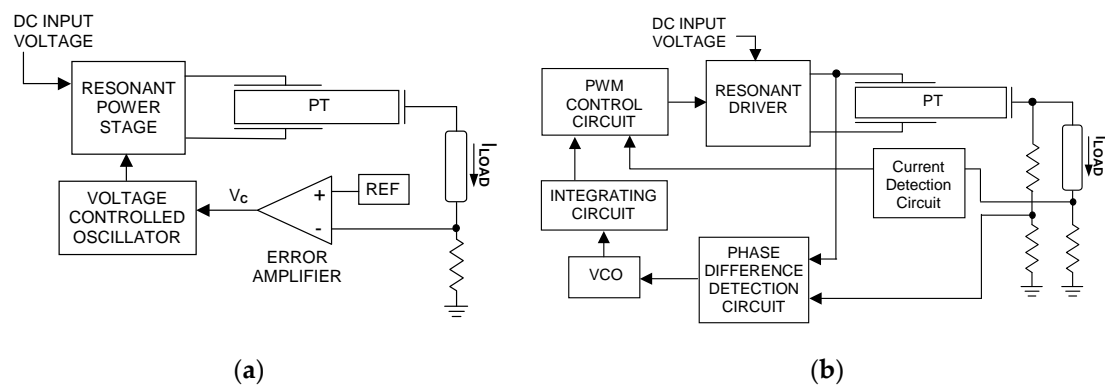 DC INPUT
VOLTAGE
RESONANT
POWER
STAGE
PT
ILOAD
VOLTAGE
CONTROLLED
OSCILLATOR
VC
+
-
REF
ERROR
AMPLIFIER
(a)
DC INPUT
VOLTAGE
PWM
CONTROL
CIRCUIT
RESONANT
DRIVER
PT
ILOAD
Current
Detection
Circuit
INTEGRATING
CIRCUIT
VCO
PHASE
DIFFERENCE
DETECTION
CIRCUIT
(b)